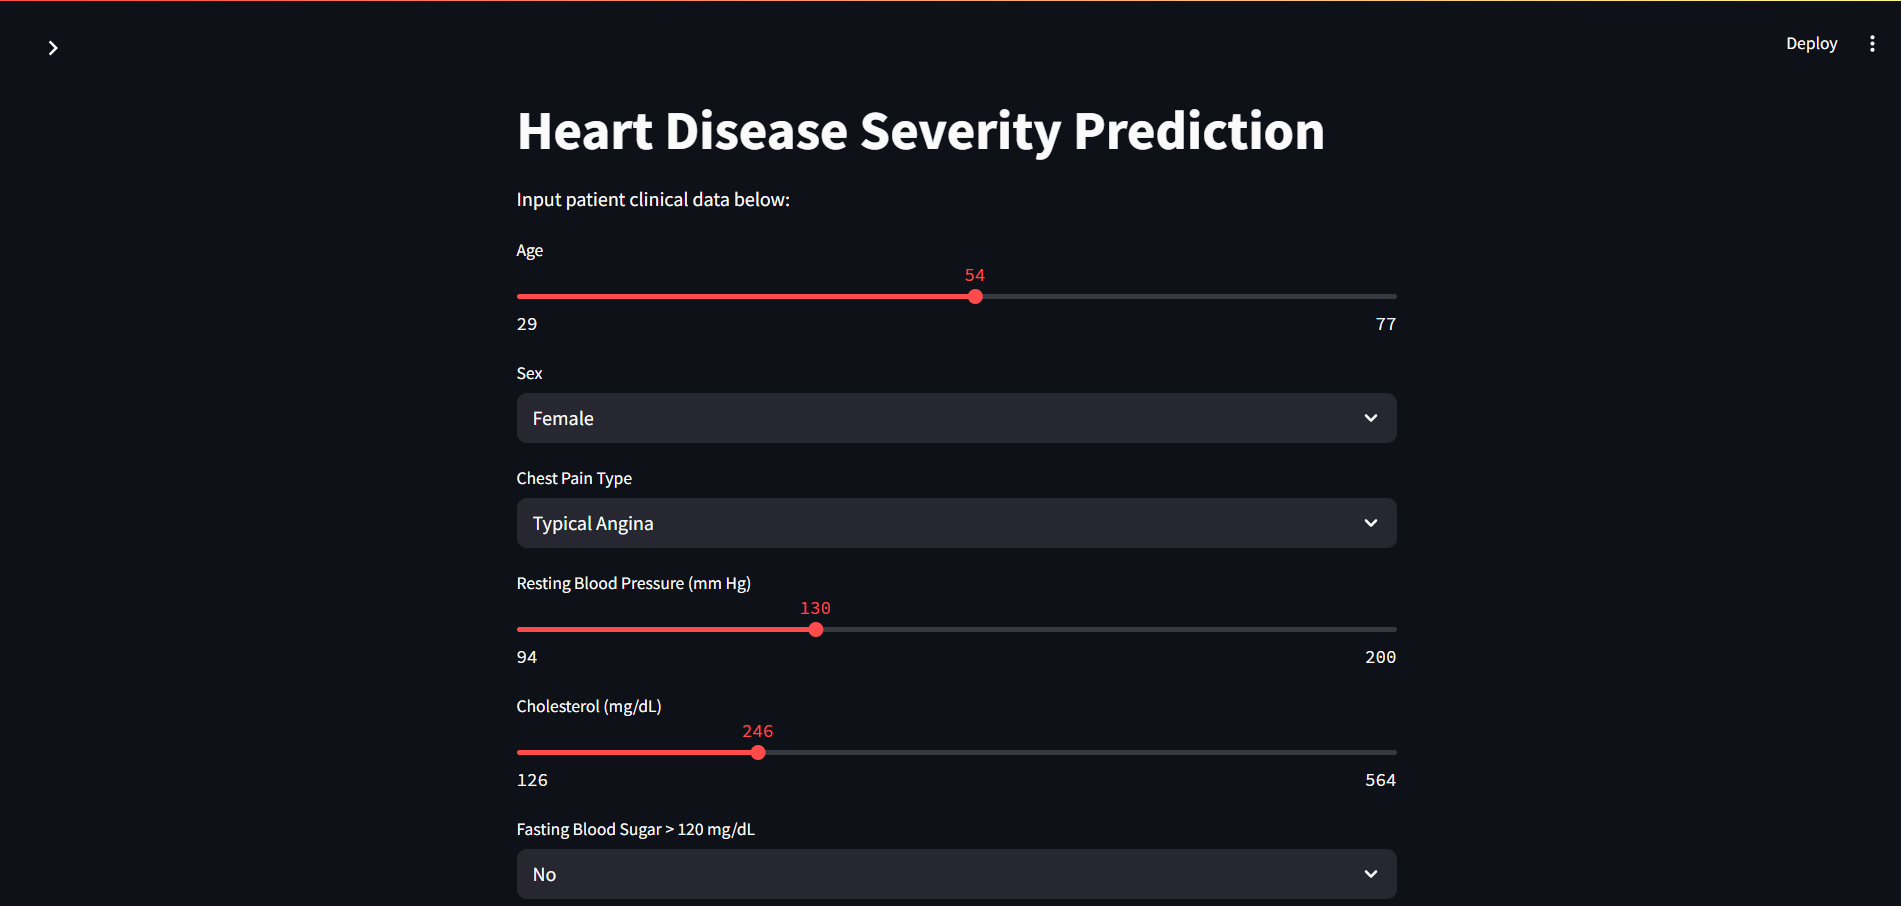 Deploy
Heart Disease Severity Prediction
Input patient clinical data below:
Age
54
29 77
Sex
Female
Chest Pain Type
Typical Angina
Resting Blood Pressure (mm Hg)
130
94 200
Cholesterol (mg/dL)
246
126 564
Fasting Blood Sugar > 120 mg/dL
No